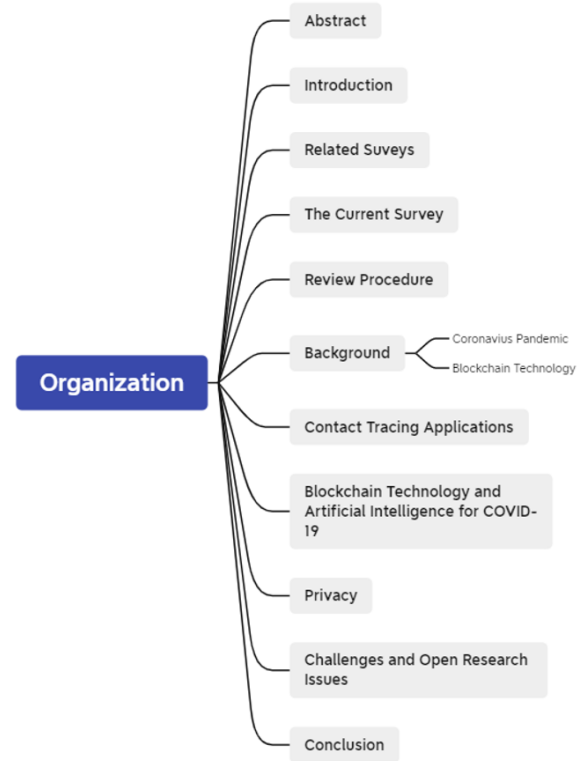 Abstract
Introduction
Related Suveys
The Current Survey
Review Procedure
Organization
Background
Coronavius Pandemic
Blockchain Technology
Contact Tracing Applications
Blockchain Technology and
Artificial Intelligence for COVID-
19
Privacy
Challenges and Open Research
Issues
Conclusion